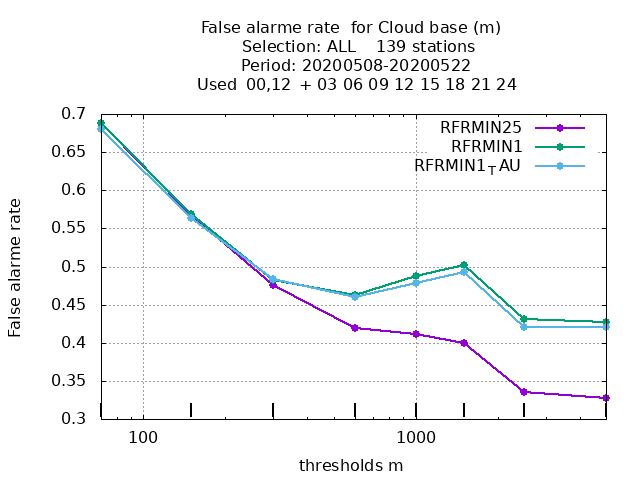 False alarme rate  for Cloud base (m)
Selection: ALL    139 stations
Period: 20200508-20200522
Used  00,12  + 03 06 09 12 15 18 21 24
RFRMIN25
RFRMIN1
RFRMIN1TAU
0.7
0.65
0.6
0.55
0.5
0.45
0.4
0.35
0.3
False alarme rate
100
1000
thresholds m